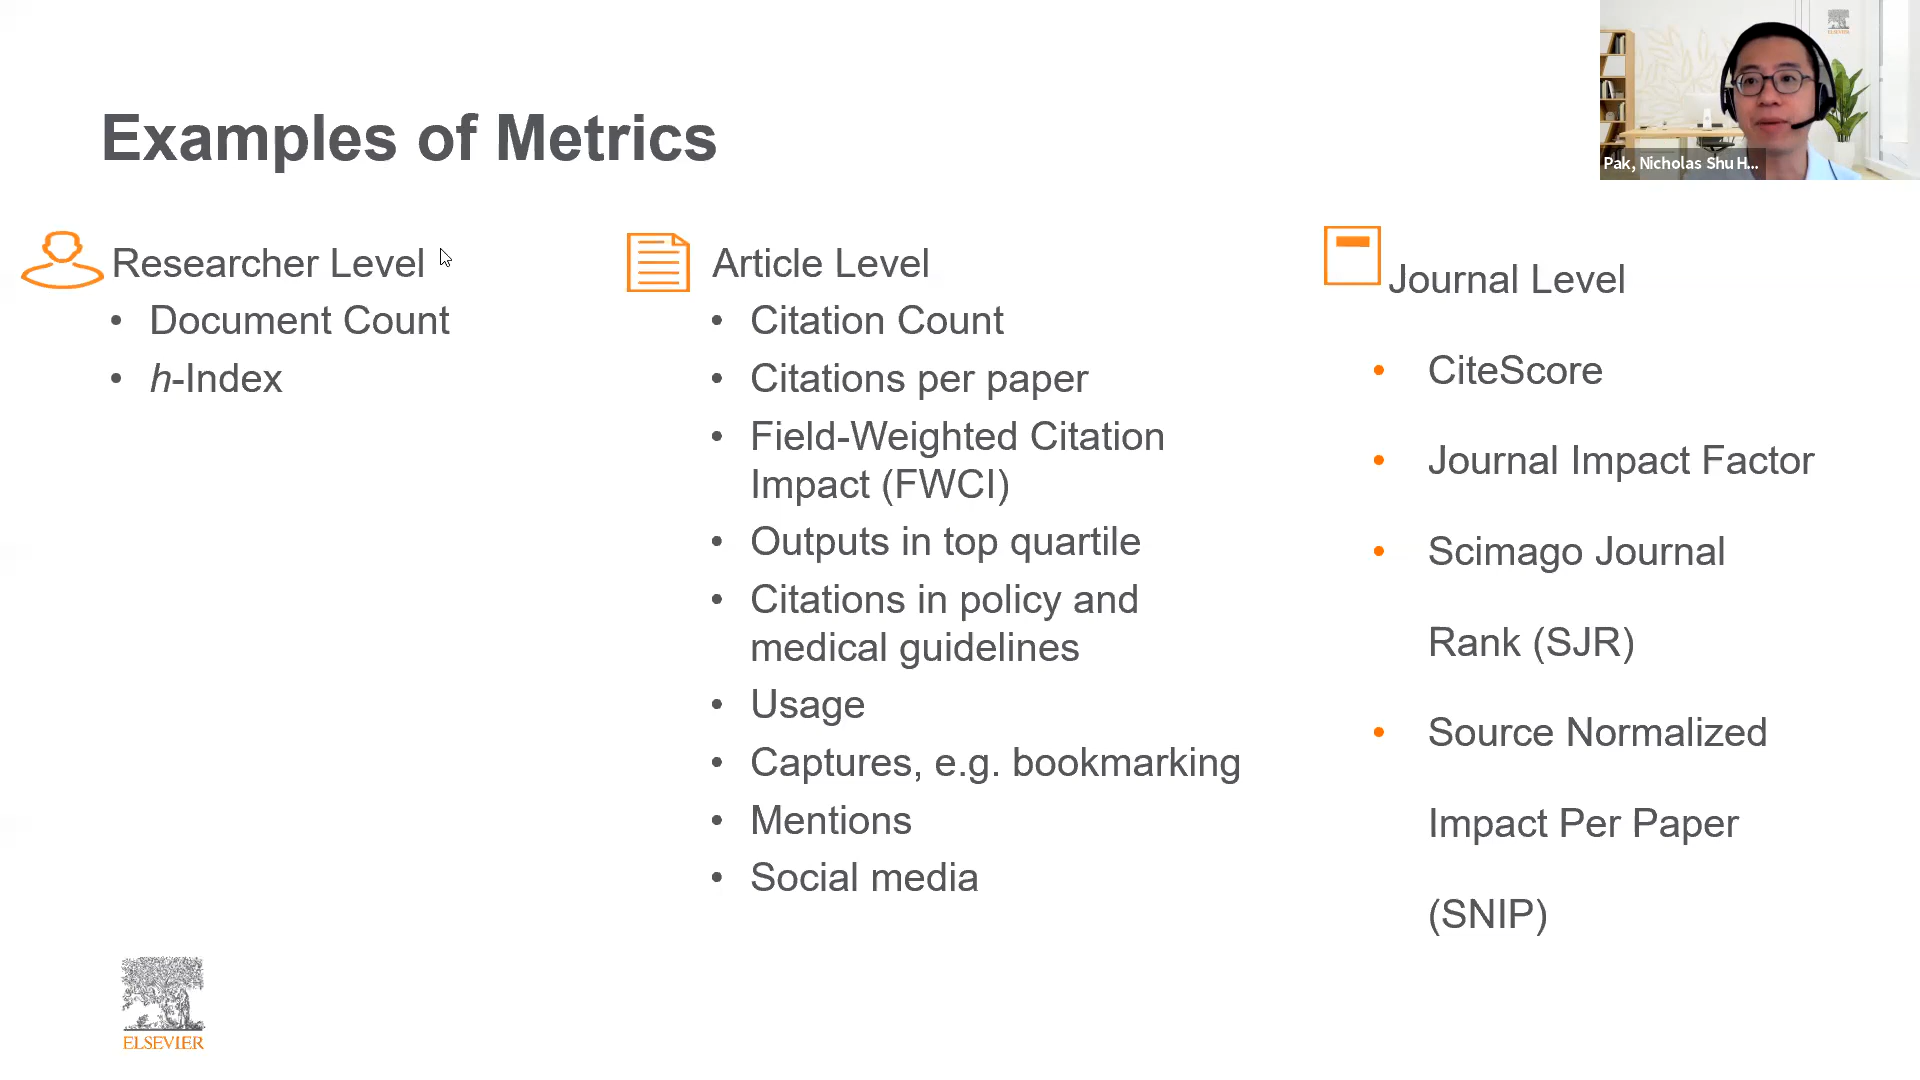 Examples of Metrics
ELSEVIER
Pak, Nicholas Shu H...
Researcher Level
• Document Count
• h-Index
Article Level
• Citation Count
• Citations per paper
• Field-Weighted Citation
Impact (FWCI)
• Outputs in top quartile
• Citations in policy and
medical guidelines
• Usage
• Captures, e.g. bookmarking
• Mentions
• Social media
Journal Level
• CiteScore
• Journal Impact Factor
• Scimago Journal
Rank (SJR)
• Source Normalized
Impact Per Paper
(SNIP)
ELSEVIER